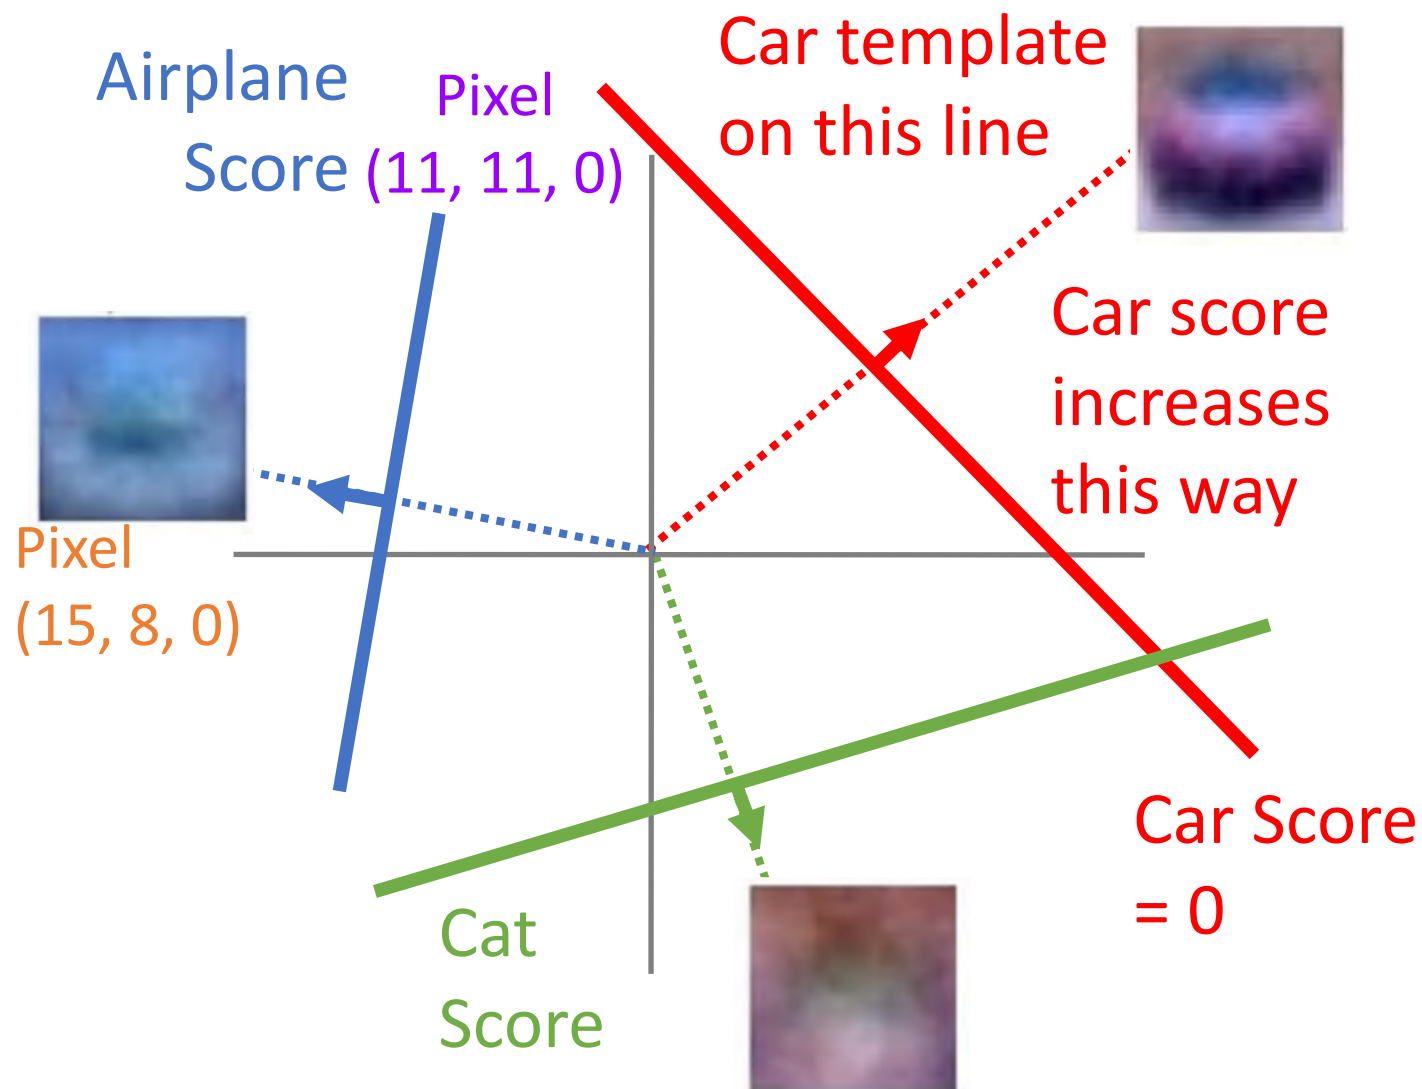 Airplane
Score
Pixel
(11, 11, 0)
Car template
on this line
Car score
increases
this way
Pixel
(15, 8, 0)
Car Score
= 0
Cat
Score